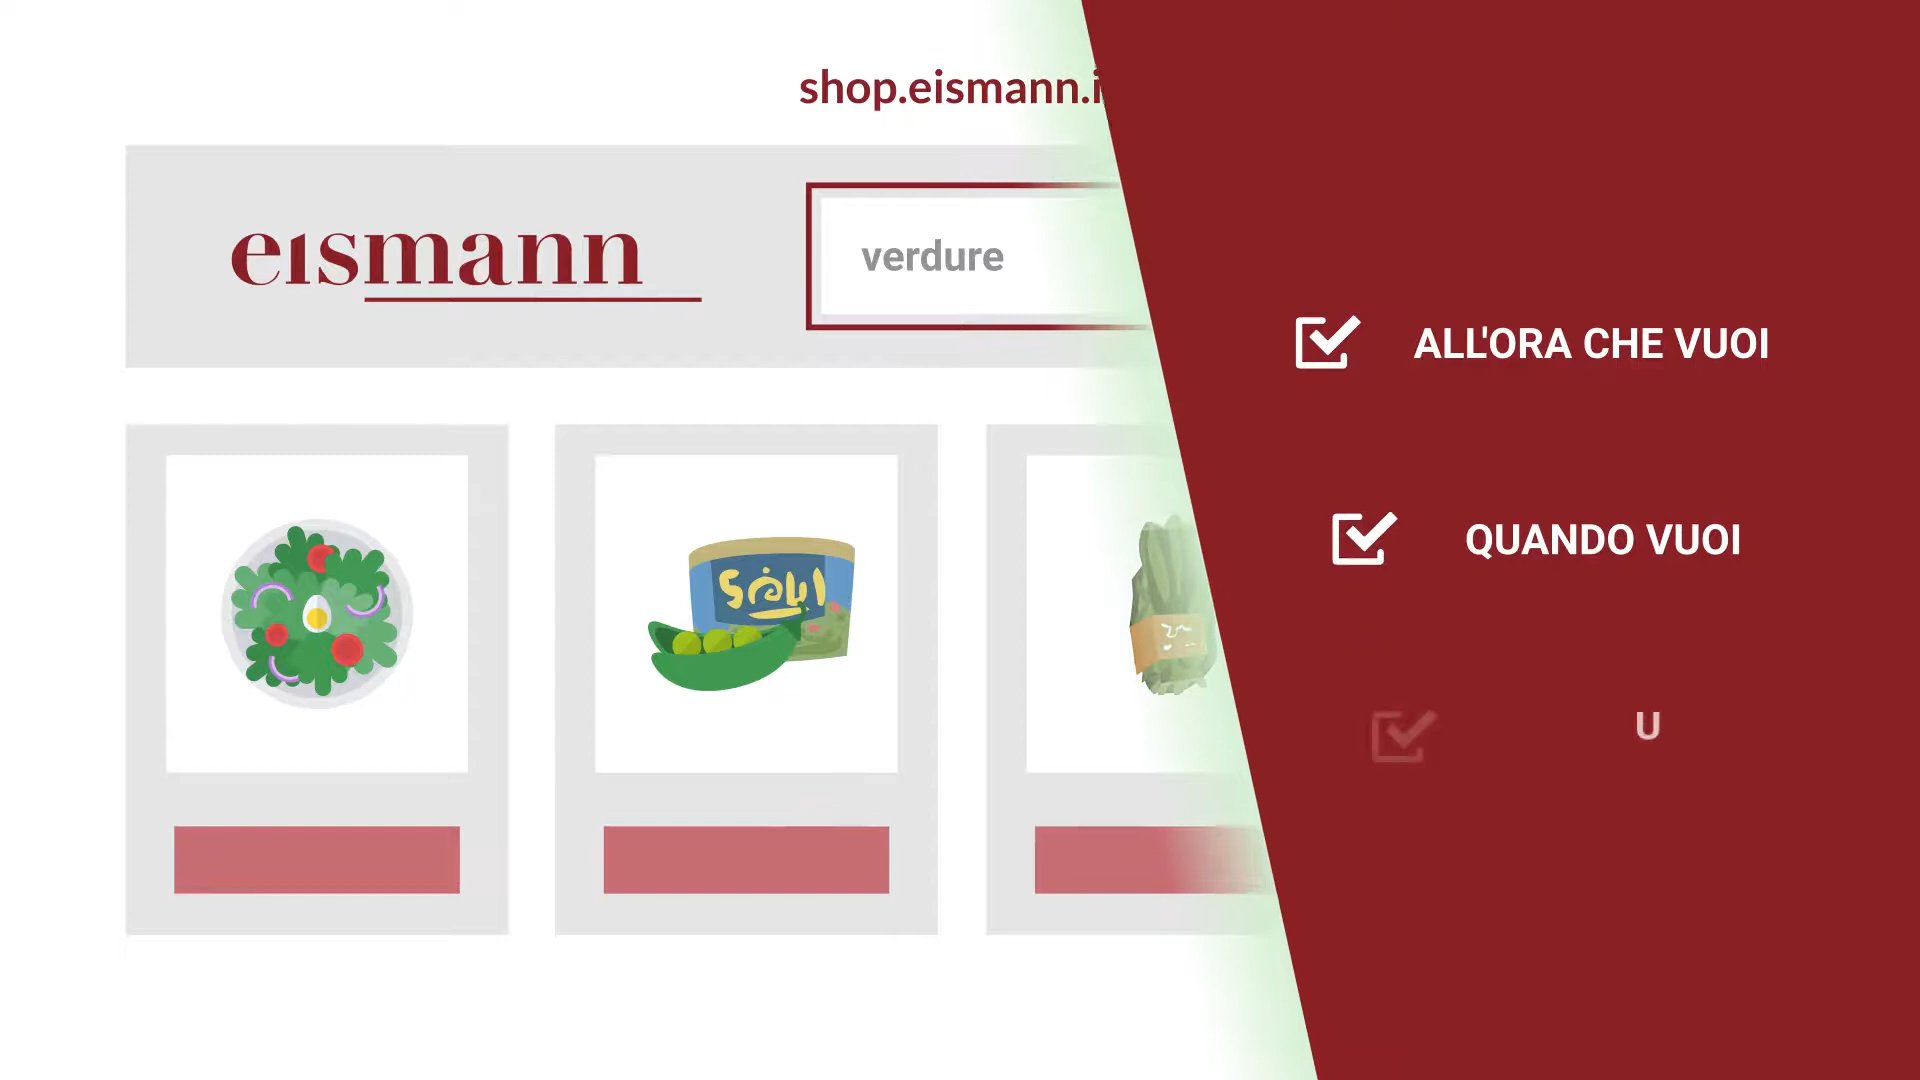 shop.eismann.i
eismann
verdure
ALL'ORA CHE VUOI
QUANDO VUOI
U